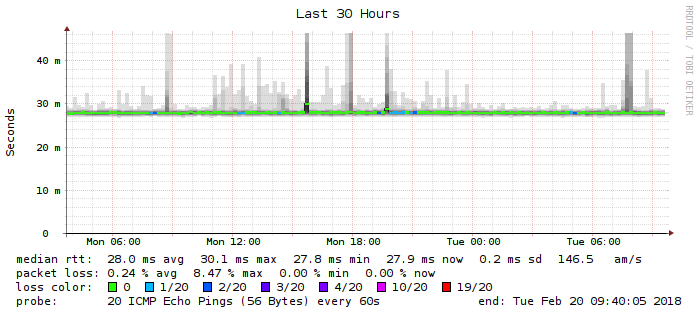 Last 30 Hours
RRDTOOL / TOBI OETIKER
Seconds
40 m
30 m
20 m
10 m
0
Mon 06:00 Mon 12:00 Mon 18:00 Tue 00:00 Tue 06:00
median rtt: 28.0 ms avg 30.1 ms max 27.8 ms min 27.9 ms now 0.2 ms sd 146.5 am/s
packet loss: 0.24 % avg 8.47 % max 0.00 % min 0.00 % now
loss color: 0 1/20 2/20 3/20 4/20 10/20 19/20
probe: 20 ICMP Echo Pings (56 Bytes) every 60s end: Tue Feb 20 09:40:05 2018